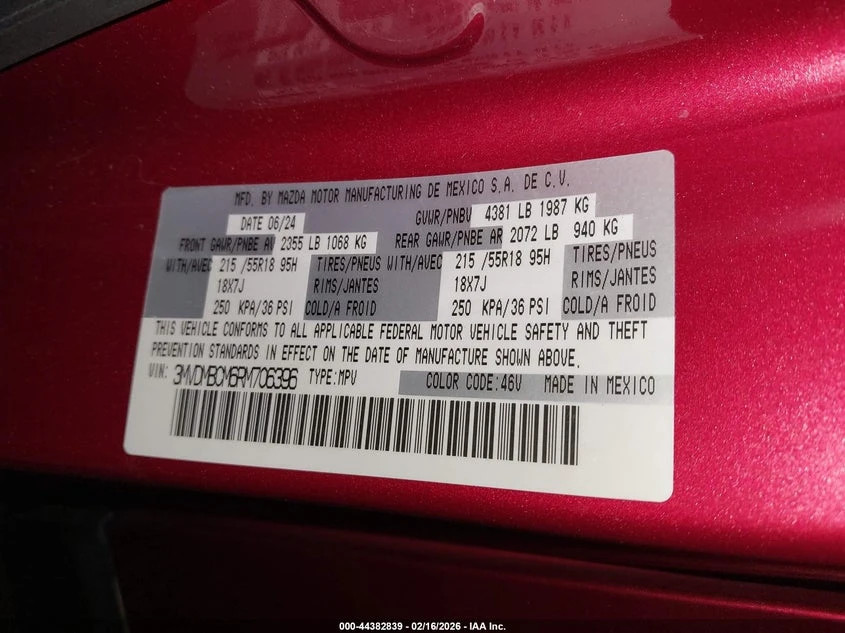 MFD. BY MAZDA MOTOR MANUFACTURING DE MEXICO S.A. DE C.V.
DATE 06/24 GVWR/PNBV 4381 LB 1987 KG
FRONT GAWR/PNBE AV 2355 LB 1068 KG REAR GAWR/PNBE AR 2072 LB 940 KG
WITH/AVEC 215 /55R18 95H TIRES/PNEUS WITH/AVEC 215 /55R18 95H TIRES/PNEUS
18X7J RIMS/JANTES 18X7J RIMS/JANTES
250 KPA/36 PSI COLD/A FROID 250 KPA/36 PSI COLD/A FROID
THIS VEHICLE CONFORMS TO ALL APPLICABLE FEDERAL MOTOR VEHICLE SAFETY AND THEFT
PREVENTION STANDARDS IN EFFECT ON THE DATE OF MANUFACTURE SHOWN ABOVE.
VIN: 3MVDMBCM6RM706396 TYPE:MPV COLOR CODE:46V MADE IN MEXICO
000-44382839 - 02/16/2026 - IAA Inc.